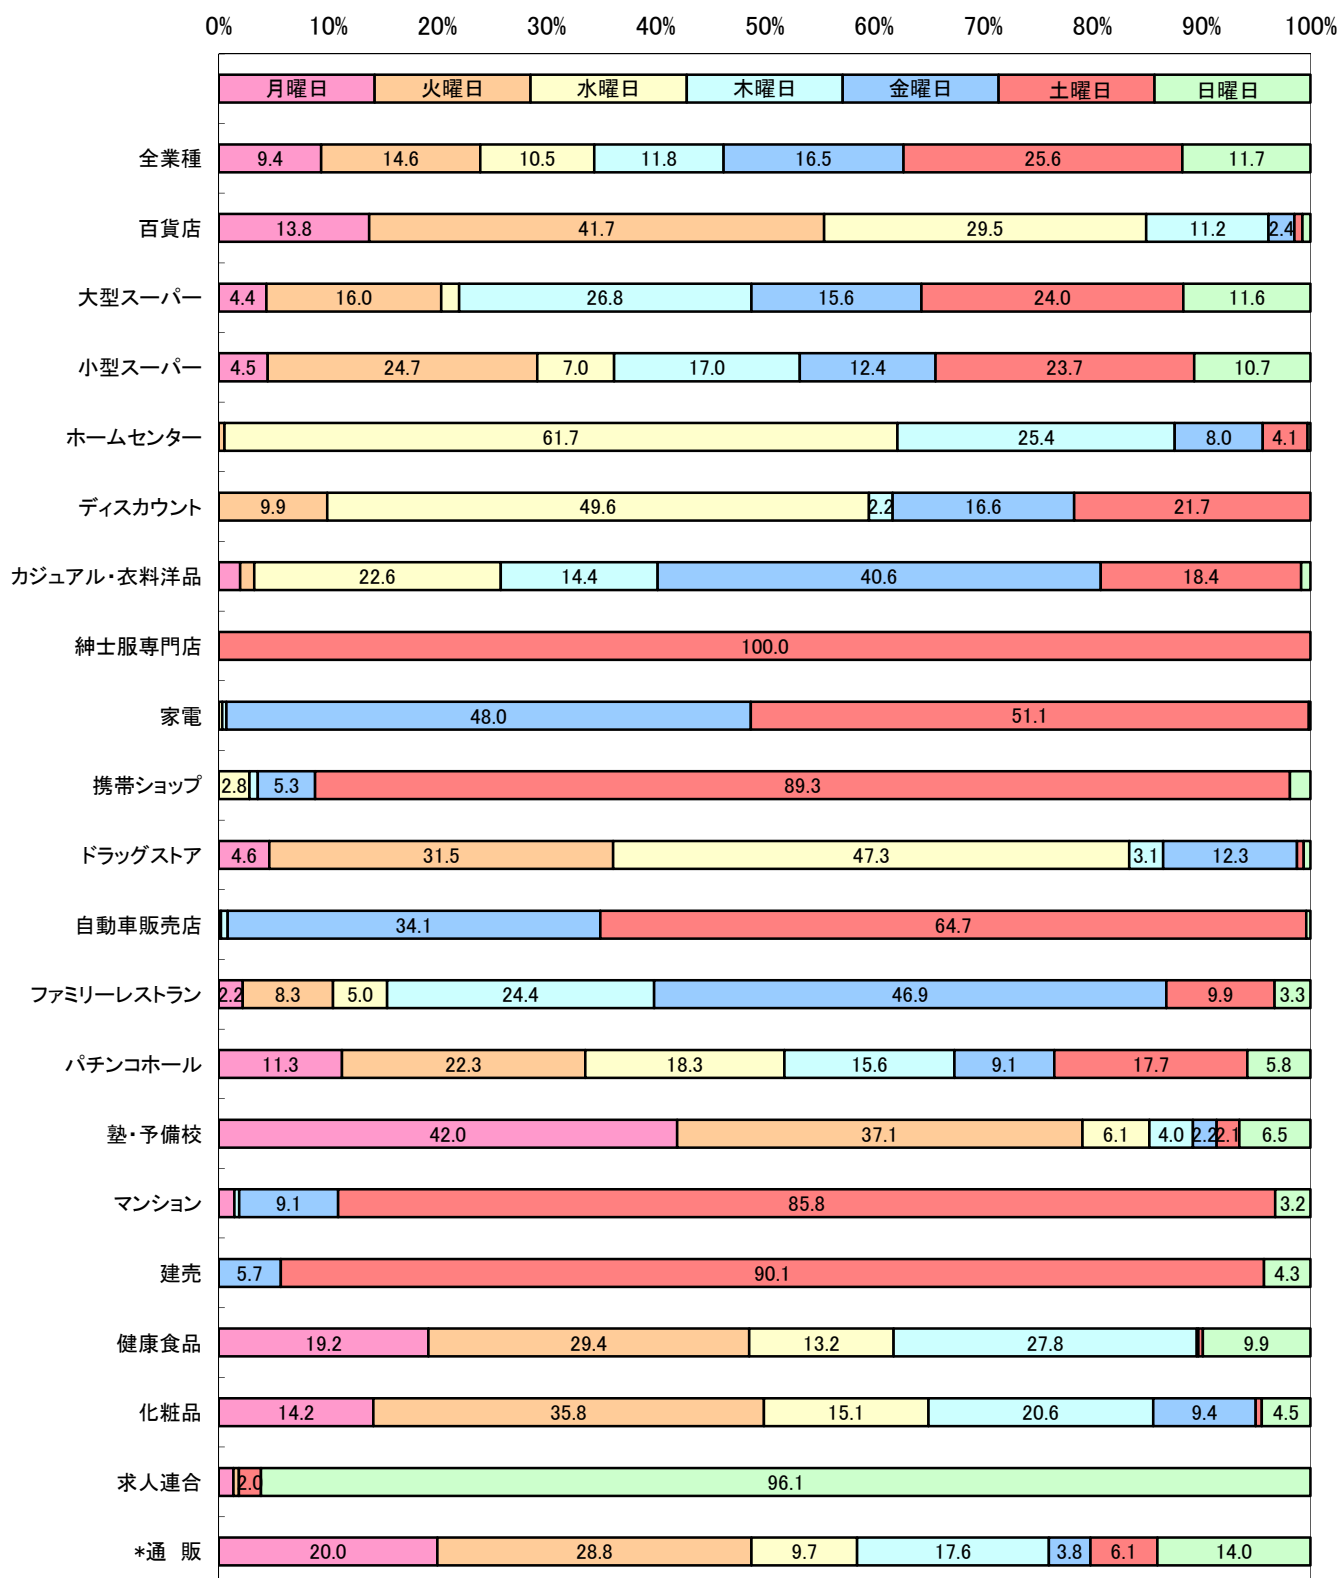 0% 10% 20% 30% 40% 50% 60% 70% 80% 90% 100%
月曜日 火曜日 水曜日 木曜日 金曜日 土曜日 日曜日
全業種 9.4 14.6 10.5 11.8 16.5 25.6 11.7
百貨店 13.8 41.7 29.5 11.2 2.4
大型スーパー 4.4 16.0 26.8 15.6 24.0 11.6
小型スーパー 4.5 24.7 7.0 17.0 12.4 23.7 10.7
ホームセンター 61.7 25.4 8.0 4.1
ディスカウント 9.9 49.6 2.2 16.6 21.7
カジュアル・衣料洋品 22.6 14.4 40.6 18.4
紳士服専門店 100.0
家電 48.0 51.1
携帯ショップ 2.8 5.3 89.3
ドラッグストア 4.6 31.5 47.3 3.1 12.3
自動車販売店 34.1 64.7
ファミリーレストラン 2.2 8.3 5.0 24.4 46.9 9.9 3.3
パチンコホール 11.3 22.3 18.3 15.6 9.1 17.7 5.8
塾・予備校 42.0 37.1 6.1 4.0 2.2 2.1 6.5
マンション 9.1 85.8 3.2
建売 5.7 90.1 4.3
健康食品 19.2 29.4 13.2 27.8 9.9
化粧品 14.2 35.8 15.1 20.6 9.4 4.5
求人連合 2.0 96.1
*通　販 20.0 28.8 9.7 17.6 3.8 6.1 14.0